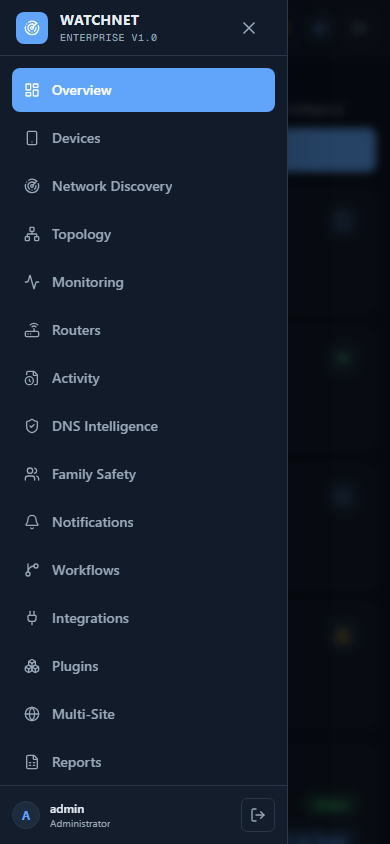 WATCHNET
ENTERPRISE V1.0
Overview
Devices
Network Discovery
Topology
Monitoring
Routers
Activity
DNS Intelligence
Family Safety
Notifications
Workflows
Integrations
Plugins
Multi-Site
Reports
A
admin
Administrator